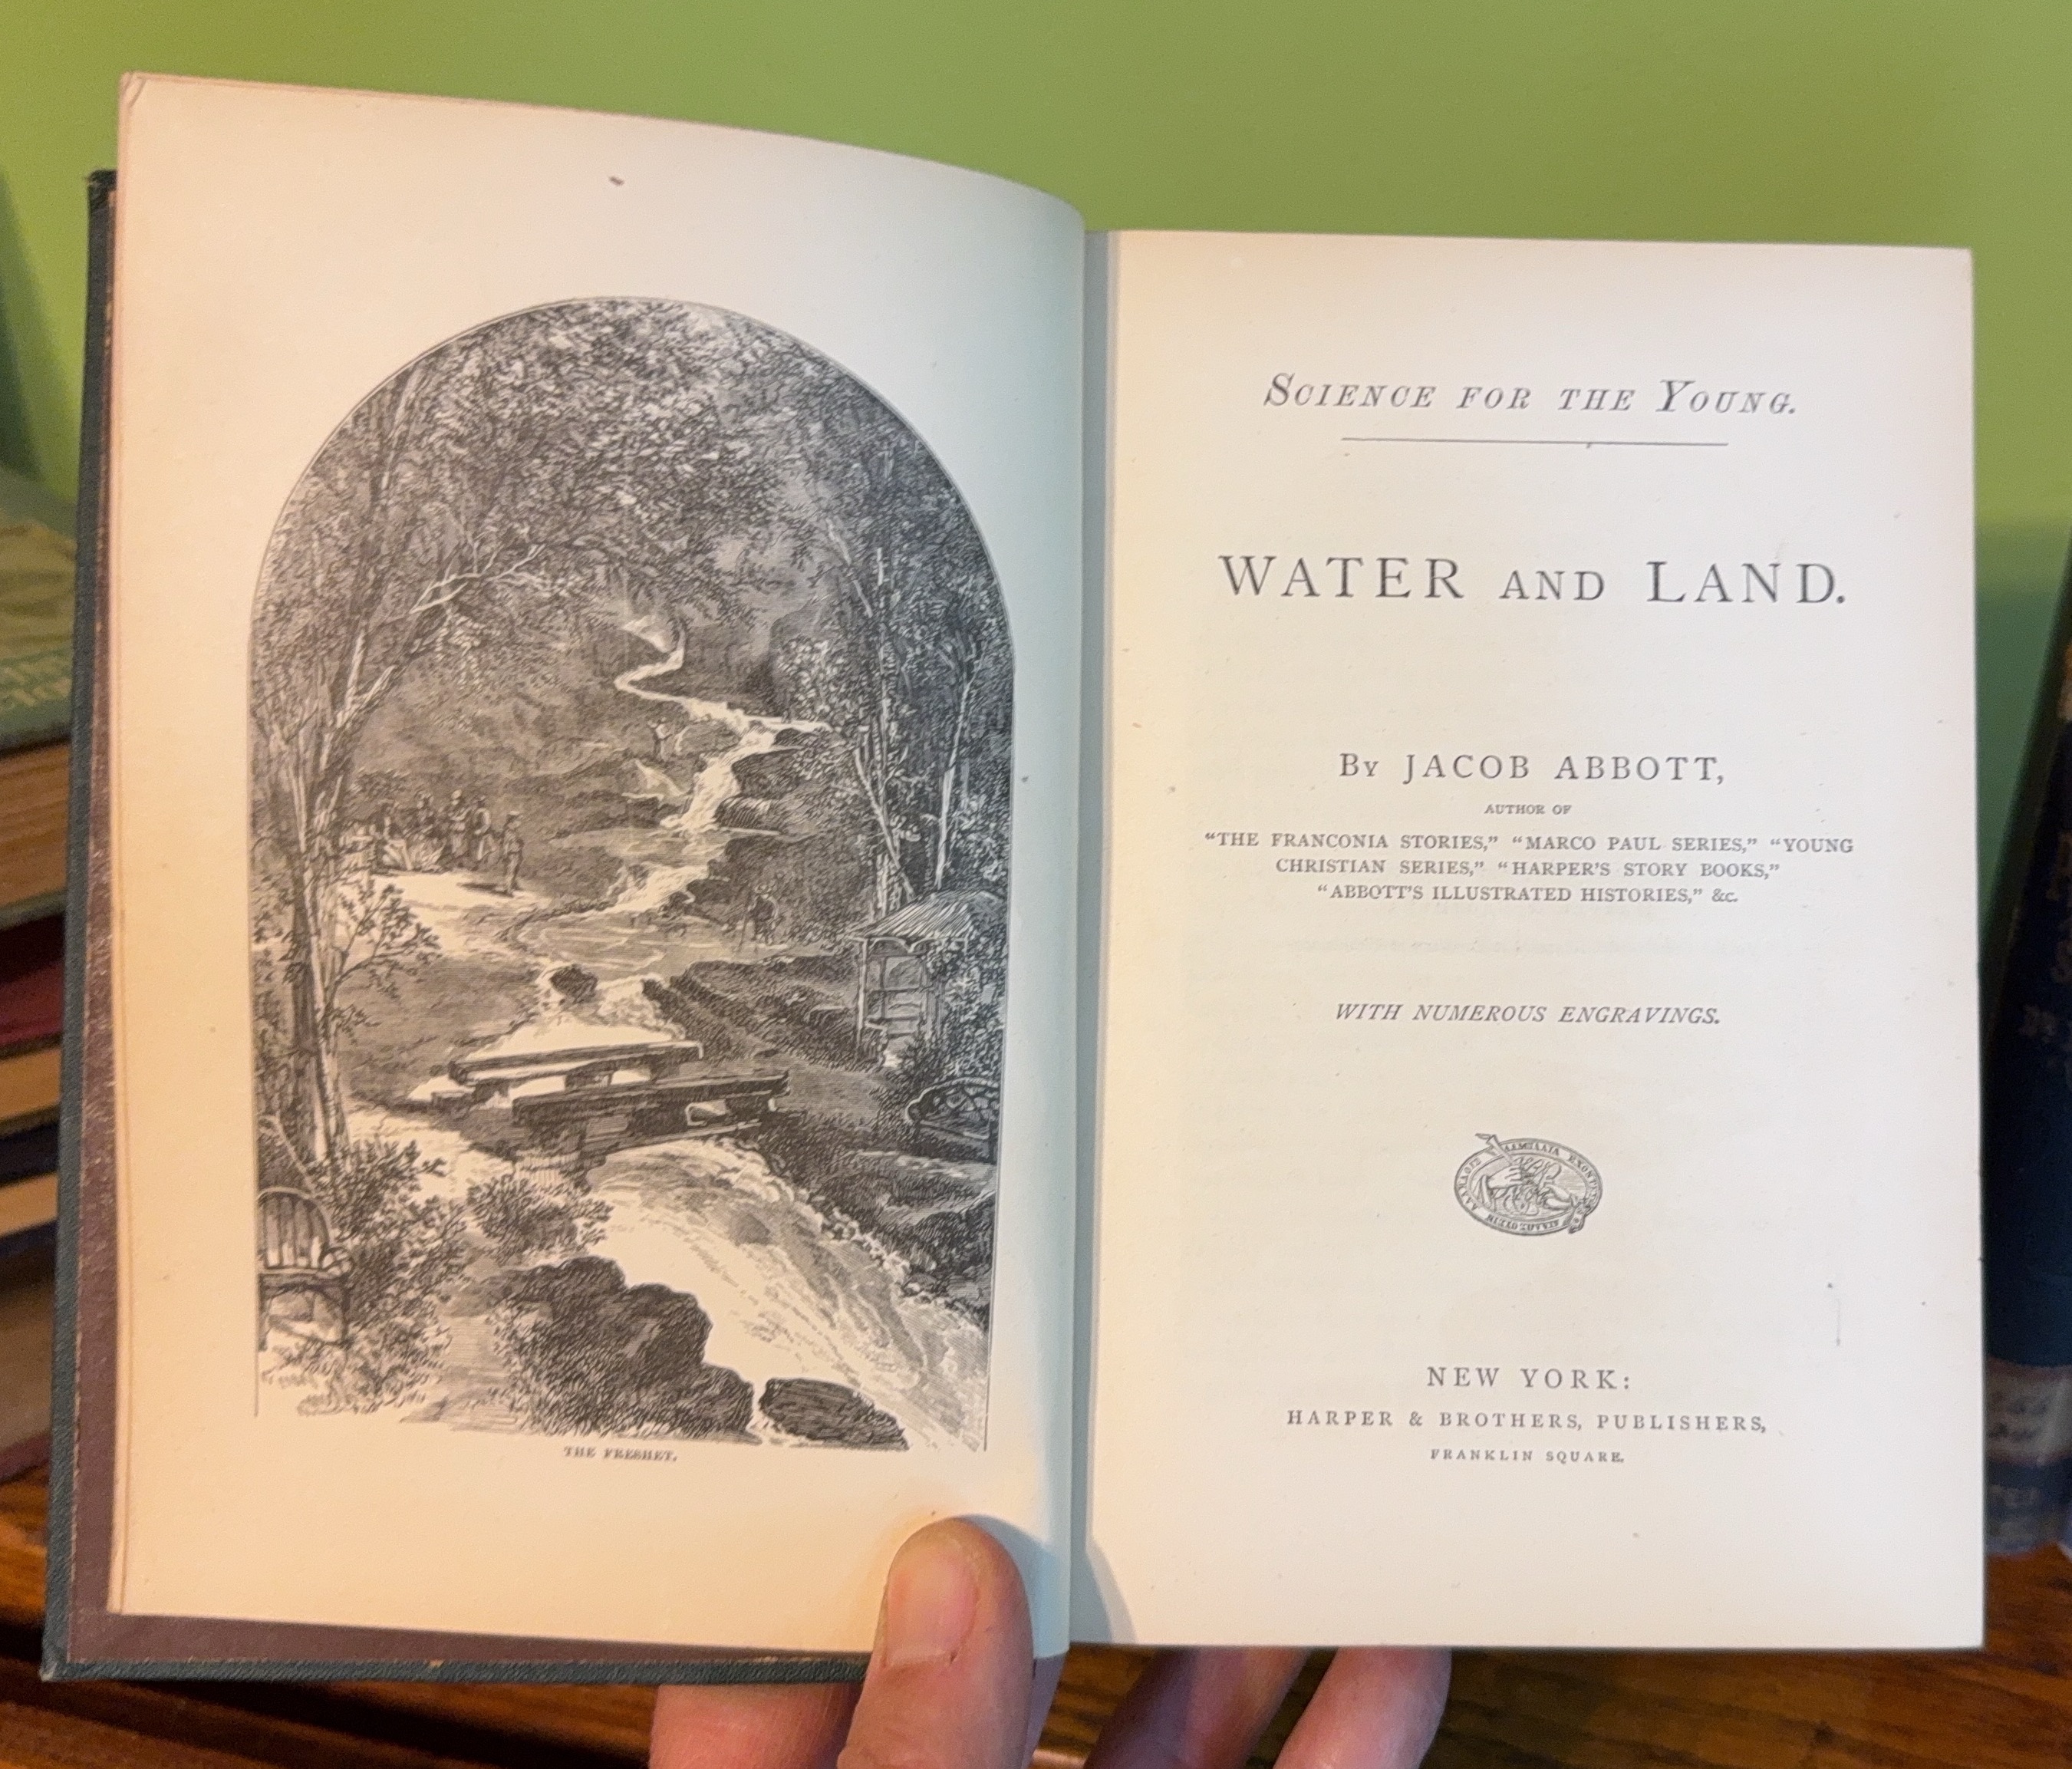 THE FRESHET.
SCIENCE FOR THE YOUNG.
WATER AND LAND.
By JACOB ABBOTT,
AUTHOR OF
"THE FRANCONIA STORIES," "MARCO PAUL SERIES," "YOUNG
CHRISTIAN SERIES," "HARPER'S STORY BOOKS,"
"ABBOTT'S ILLUSTRATED HISTORIES," &c.
WITH NUMEROUS ENGRAVINGS.
NEW YORK:
HARPER & BROTHERS, PUBLISHERS,
FRANKLIN SQUARE.